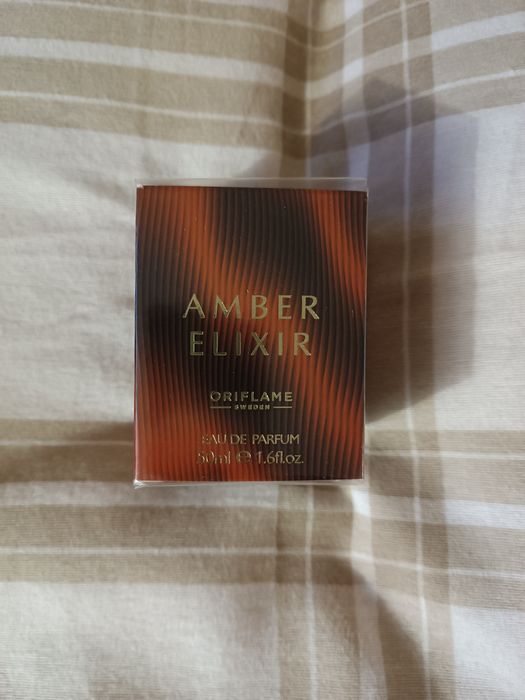 AMBER
ELIXIR
ORIFLAME
SWEDEN
EAU DE PARFUM
50ml ℮ 1.6fl.oz.